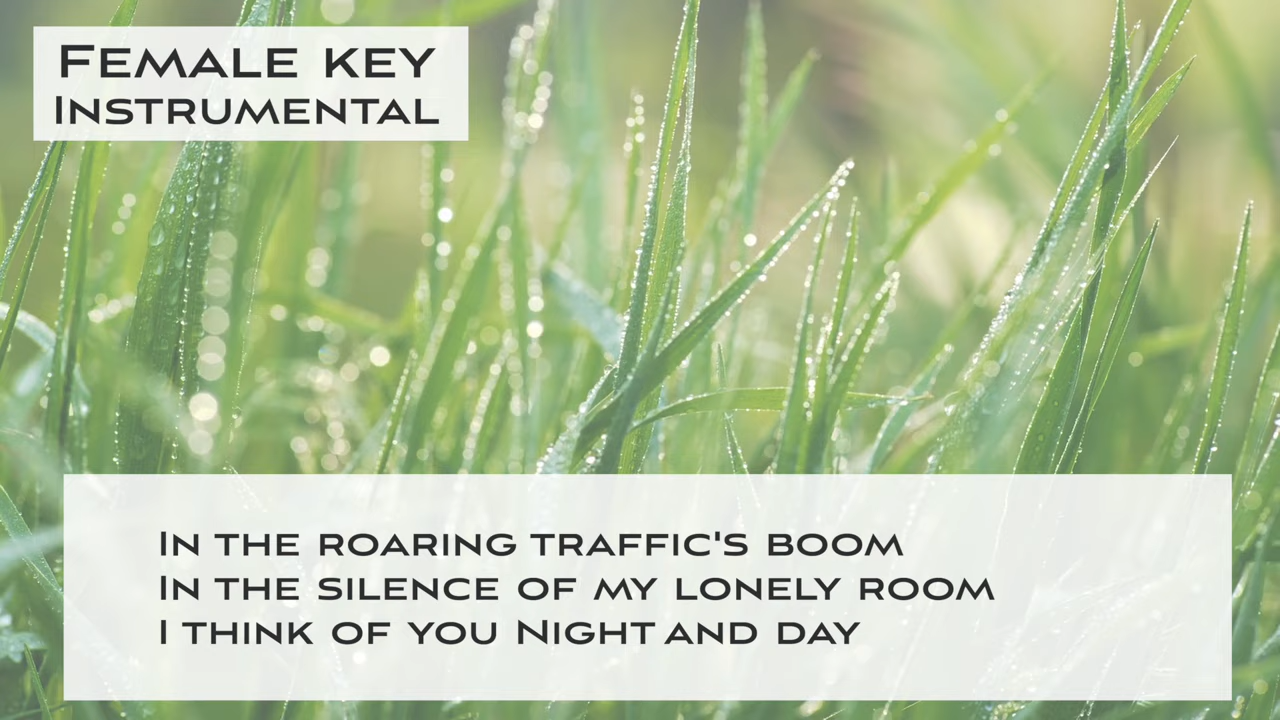 Female key
Instrumental
In the roaring traffic's boom
In the silence of my lonely room
I think of you Night and day